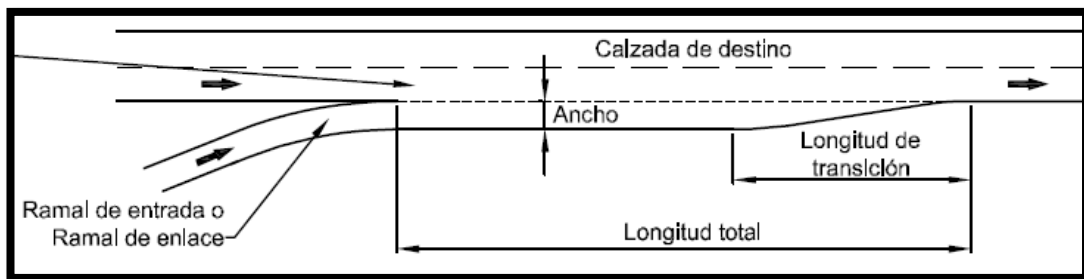 Calzada de destino
Ancho
Longitud de
transición
Ramal de entrada o
Ramal de enlace
Longitud total